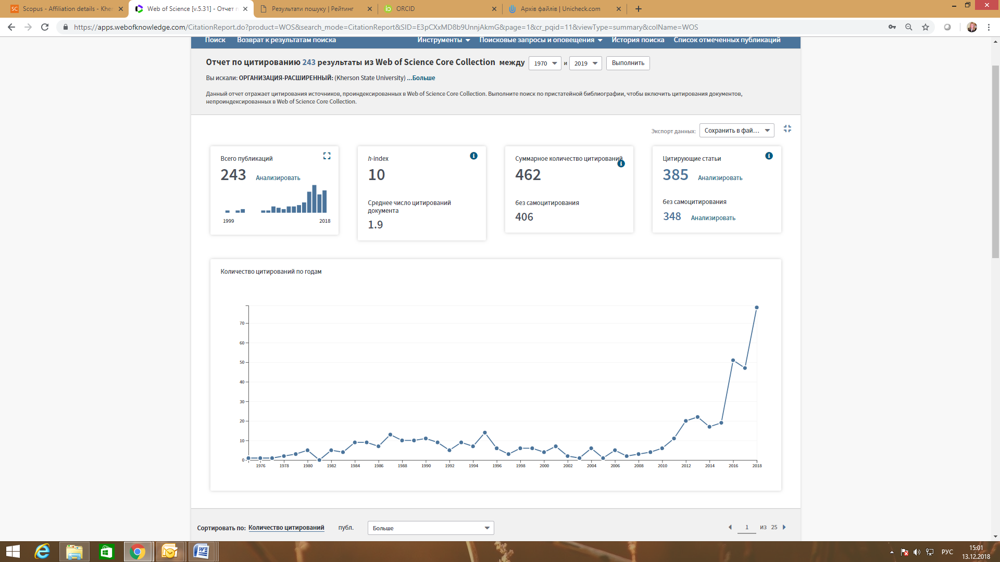 Scopus - Affiliation details - Kher
Web of Science [v.5.31] - Отчет п
Результати пошуку | Рейтинг
ORCID
Архів файлів | Unicheck.com
https://apps.webofknowledge.com/CitationReport.do?product=WOS&search_mode=CitationReport&SID=E3pCXxMD8b9UnnjAkmG&page=1&cr_pqid=11&viewType=summary&colName=WOS
Поиск Возврат к результатам поиска Инструменты Поисковые запросы и оповещения История поиска Список отмеченных публикаций
Отчет по цитированию 243 результаты из Web of Science Core Collection между 1970 и 2019 Выполнить
Вы искали: ОРГАНИЗАЦИЯ-РАСШИРЕННЫЙ: (Kherson State University) ...Больше
Данный отчет отражает цитирования источников, проиндексированных в Web of Science Core Collection. Выполните поиск по пристатейной библиографии, чтобы включить цитирования документов,
непроиндексированных в Web of Science Core Collection.
Экспорт данных: Сохранить в фай...
Всего публикаций
243 Анализировать
1999 2018
h-index
10
Среднее число цитирований
документа
1.9
Суммарное количество цитирований
462
без самоцитирования
406
Цитирующие статьи
385 Анализировать
без самоцитирования
348 Анализировать
Количество цитирований по годам
70
60
50
40
30
20
10
0
1976 1978 1980 1982 1984 1986 1988 1990 1992 1994 1996 1998 2000 2002 2004 2006 2008 2010 2012 2014 2016 2018
Сортировать по: Количество цитирований публ. Больше 1 из 25
РУС
15:01
13.12.2018